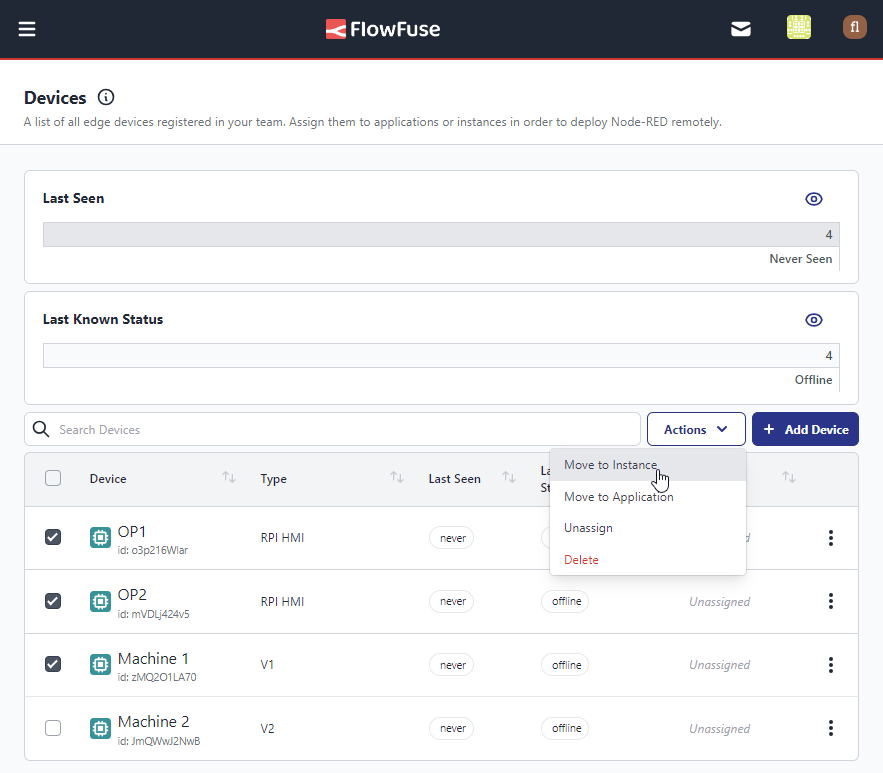 FlowFuse
fl
Devices
A list of all edge devices registered in your team. Assign them to applications or instances in order to deploy Node-RED remotely.
Last Seen
4
Never Seen
Last Known Status
4
Offline
Search Devices
Actions
+ Add Device
Move to Instance
Move to Application
Unassign
Delete
Device Type Last Seen
OP1 RPI HMI never
id: o3p216Wlar
OP2 RPI HMI never offline Unassigned
id: mVDLj424v5
Machine 1 V1 never offline Unassigned
id: zMQ2O1LA70
Machine 2 V2 never offline Unassigned
id: JmQWwJ2NwB